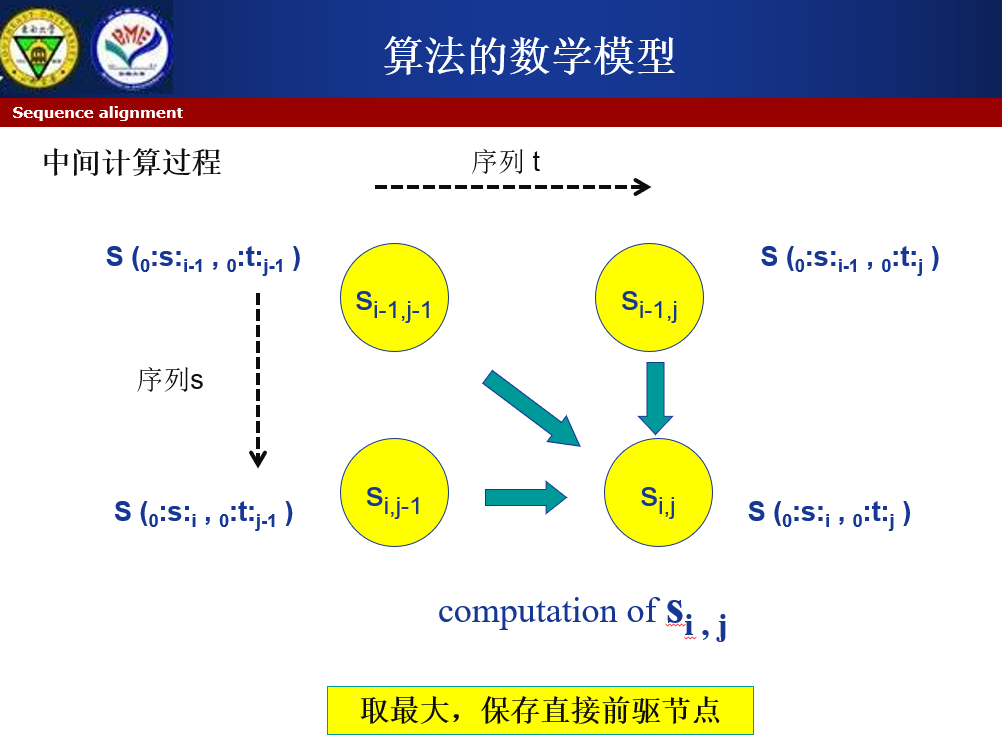 算法的数学模型
Sequence alignment
中间计算过程
序列 t
S (0:s:i-1 , 0:t:j-1 )
si-1,j-1
si-1,j
S (0:s:i-1 , 0:t:j )
序列s
S (0:s:i , 0:t:j-1 )
si,j-1
si,j
S (0:s:i , 0:t:j )
computation of si , j
取最大，保存直接前驱节点